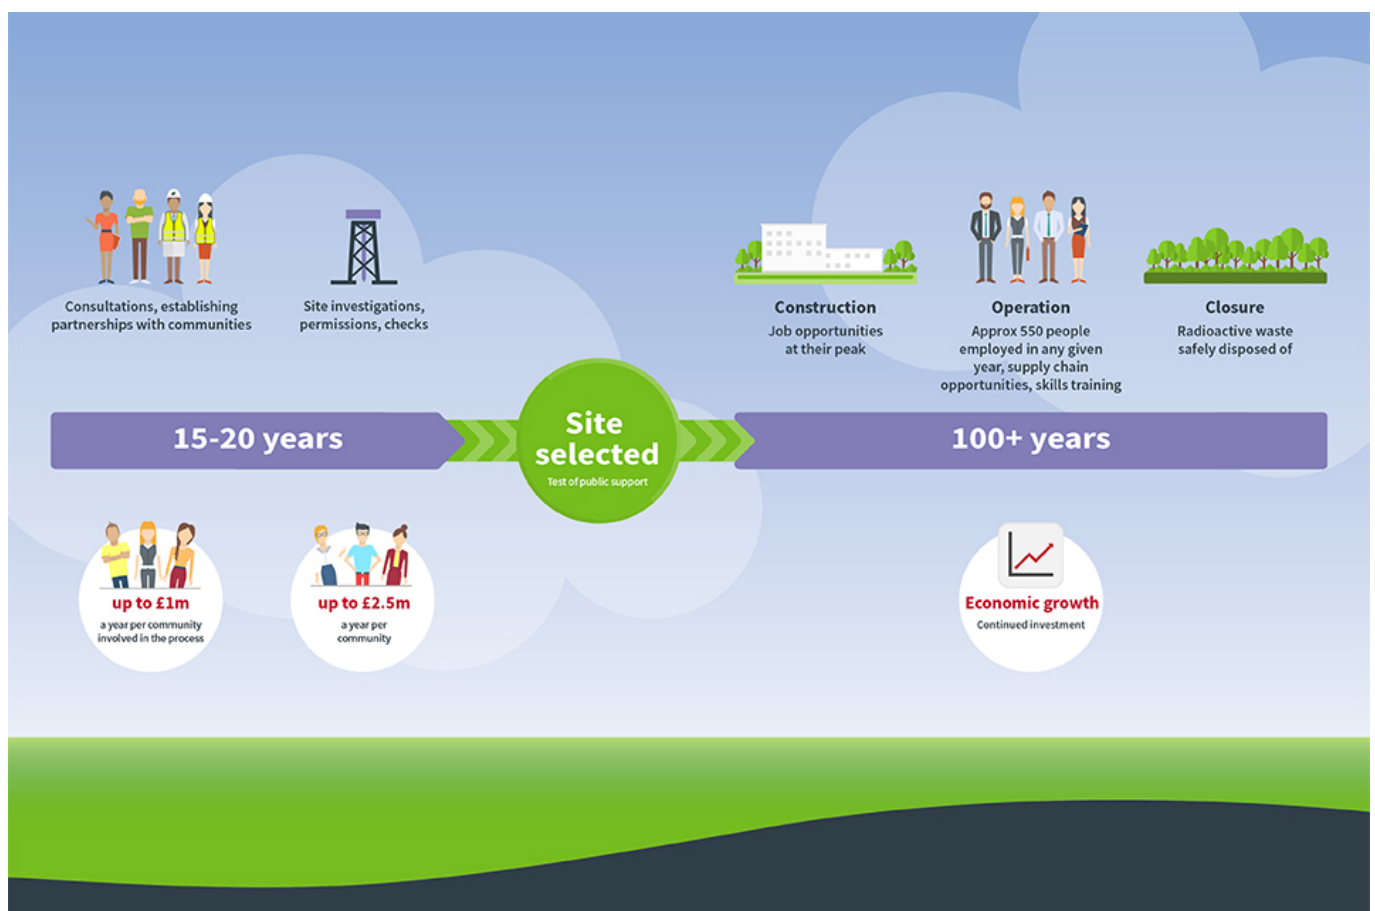 Consultations, establishing
partnerships with communities
Site investigations,
permissions, checks
Construction
Job opportunities
at their peak
Operation
Approx 550 people
employed in any given
year, supply chain
opportunities, skills training
Closure
Radioactive waste
safely disposed of
15-20 years
Site
selected
Test of public support
100+ years
up to £1m
a year per community
involved in the process
up to £2.5m
a year per
community
Economic growth
Continued investment